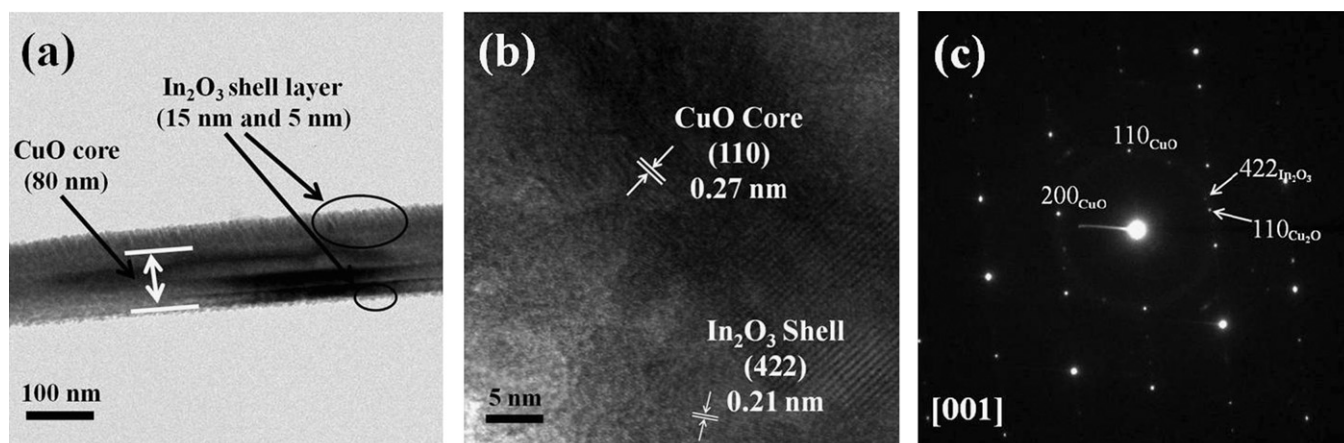 (a)
In₂O₃ shell layer
(15 nm and 5 nm)
CuO core
(80 nm)
100 nm
(b)
CuO Core
(110)
0.27 nm
In₂O₃ Shell
(422)
0.21 nm
5 nm
(c)
110CuO
422In₂O₃
200CuO
110Cu₂O
[001]